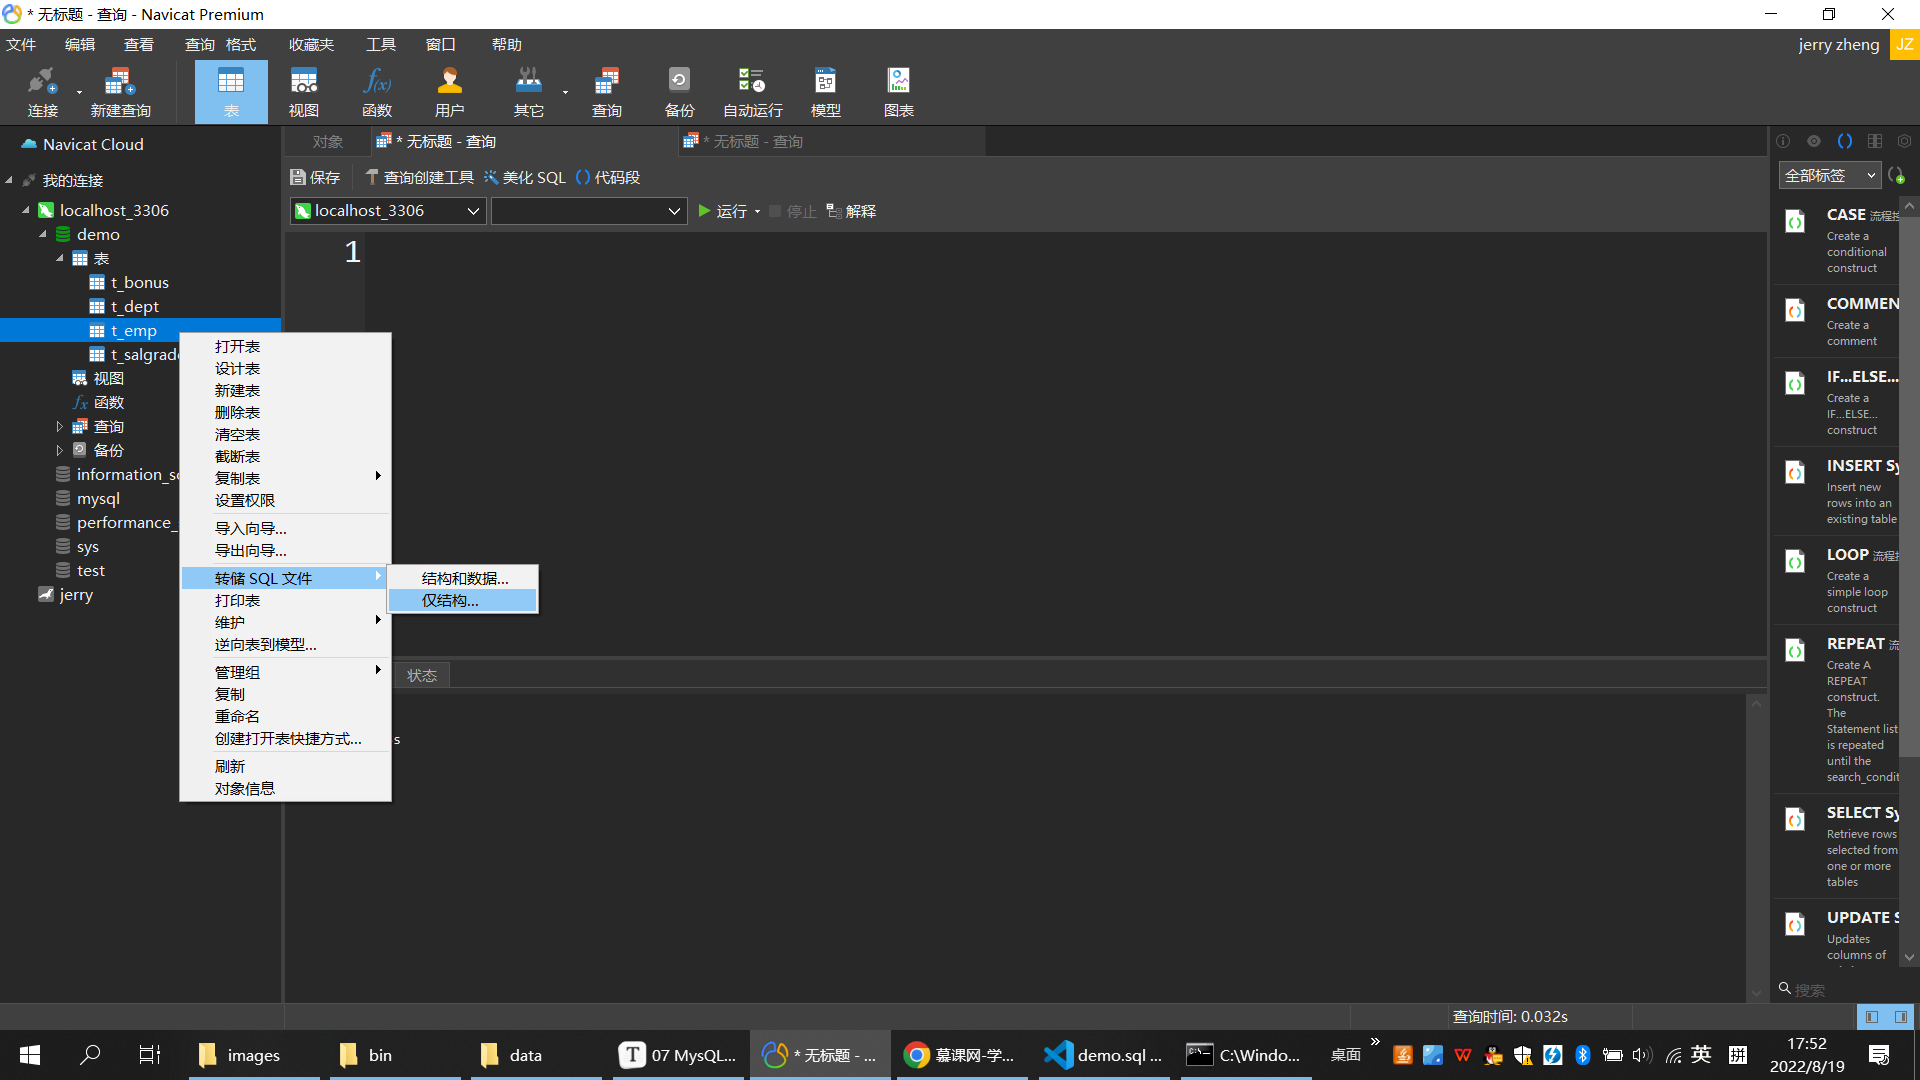 * 无标题 - 查询 - Navicat Premium
文件 编辑 查看 查询 格式 收藏夹 工具 窗口 帮助 jerry zheng JZ
连接 新建查询 表 视图 函数 用户 其它 查询 备份 自动运行 模型 图表
Navicat Cloud
我的连接
localhost_3306
demo
表
t_bonus
t_dept
t_emp
t_salgrade
视图
函数
查询
备份
information_sc
mysql
performance_
sys
test
jerry
对象 * 无标题 - 查询 * 无标题 - 查询
保存 查询创建工具 美化 SQL 代码段
localhost_3306 运行 停止 解释
1
打开表
设计表
新建表
删除表
清空表
截断表
复制表
设置权限
导入向导...
导出向导...
转储 SQL 文件
打印表
维护
逆向表到模型...
管理组
复制
重命名
创建打开表快捷方式...
刷新
对象信息
结构和数据...
仅结构...
状态
s
全部标签
CASE 流程控
Create a
conditional
construct
COMMEN
Create a
comment
IF...ELSE...
Create a
IF...ELSE...
construct
INSERT Sy
Insert new
rows into an
existing table
LOOP 流程控
Create a
simple loop
construct
REPEAT 流
Create A
REPEAT
construct.
The
Statement list
is repeated
until the
search_condit
SELECT Sy
Retrieve rows
selected from
one or more
tables
UPDATE S
Updates
columns of
搜索
查询时间: 0.032s
images bin data 07 MysQL... * 无标题 - ... 慕课网-学... demo.sql ... C:\Windo... 桌面 英 拼
17:52
2022/8/19